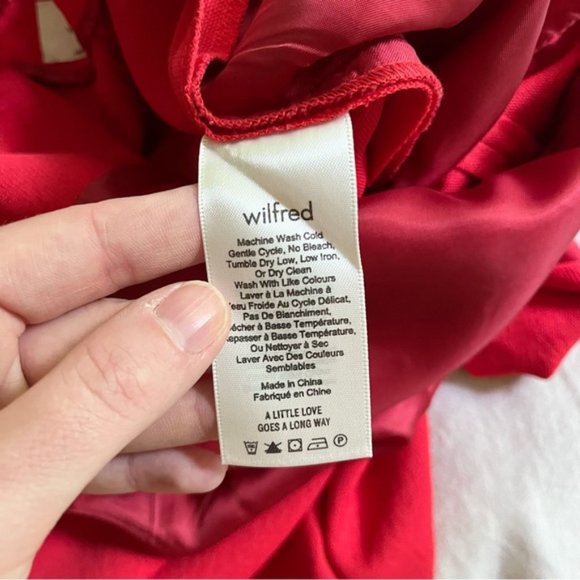 wilfred
Machine Wash Cold
Gentle Cycle, No Bleach,
Tumble Dry Low, Low Iron,
Or Dry Clean
Wash With Like Colours
Laver à La Machine à
Froide Au Cycle Délicat,
Pas De Blanchiment,
à Basse Température,
à Basse Température,
Ou Nettoyer à Sec
Laver Avec Des Couleurs
Semblables
Made in China
Fabriqué en Chine
A LITTLE LOVE
GOES A LONG WAY
P